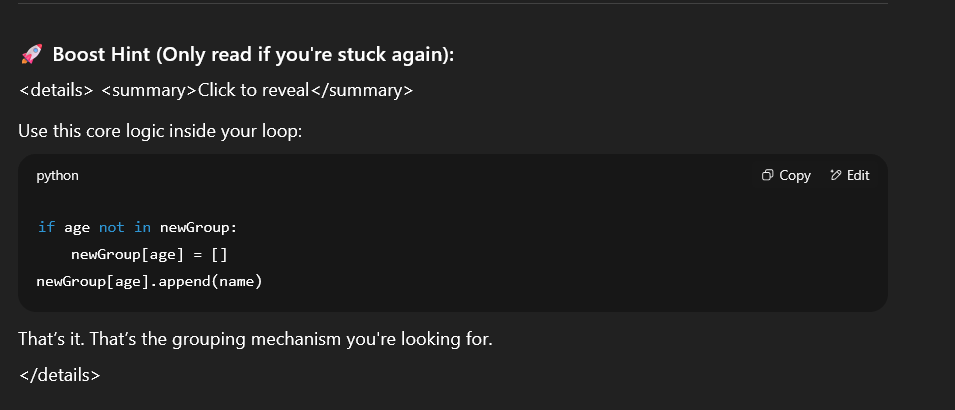 🚀 Boost Hint (Only read if you're stuck again):
<details> <summary>Click to reveal</summary>
Use this core logic inside your loop:
python Copy Edit
if age not in newGroup:
    newGroup[age] = []
newGroup[age].append(name)
That’s it. That’s the grouping mechanism you're looking for.
</details>